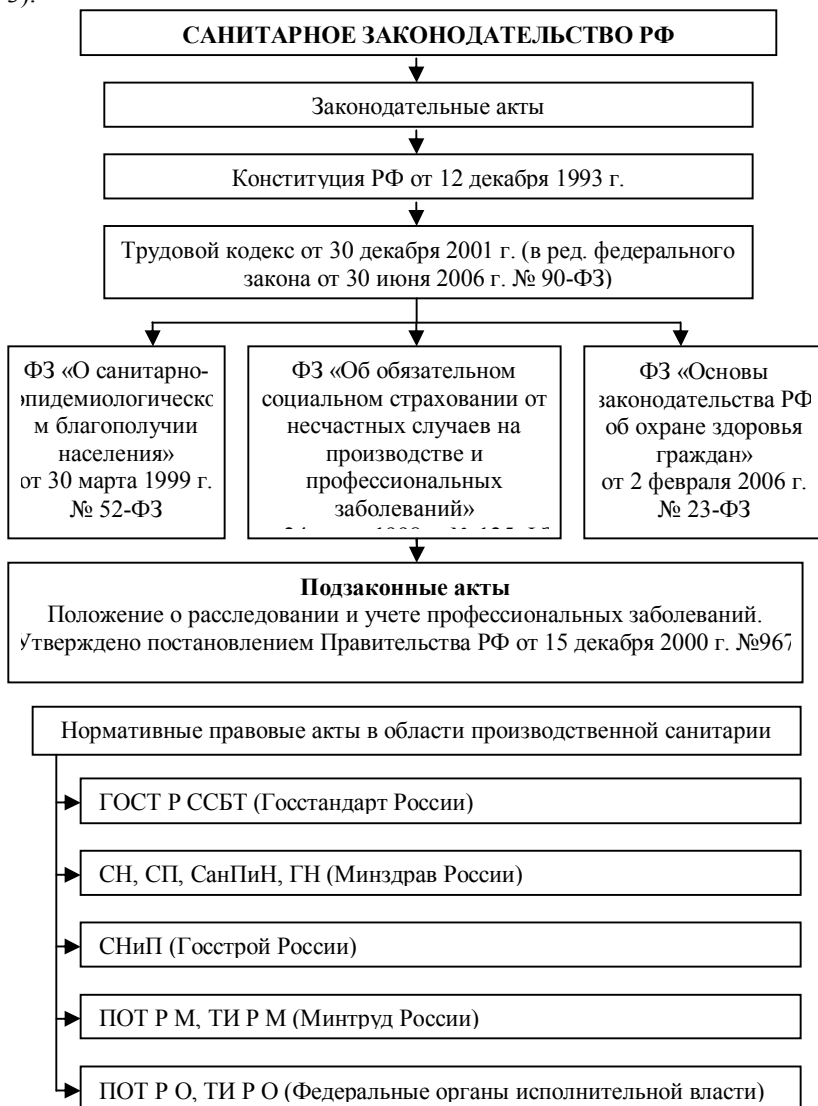 3).
САНИТАРНОЕ ЗАКОНОДАТЕЛЬСТВО РФ
Законодательные акты
Конституция РФ от 12 декабря 1993 г.
Трудовой кодекс от 30 декабря 2001 г. (в ред. федерального
закона от 30 июня 2006 г. № 90-ФЗ)
ФЗ «О санитарно-
эпидемиологическо
м благополучии
населения»
от 30 марта 1999 г.
№ 52-ФЗ
ФЗ «Об обязательном
социальном страховании от
несчастных случаев на
производстве и
профессиональных
заболеваний»
ФЗ «Основы
законодательства РФ
об охране здоровья
граждан»
от 2 февраля 2006 г.
№ 23-ФЗ
Подзаконные акты
Положение о расследовании и учете профессиональных заболеваний.
Утверждено постановлением Правительства РФ от 15 декабря 2000 г. №967
Нормативные правовые акты в области производственной санитарии
ГОСТ Р ССБТ (Госстандарт России)
СН, СП, СанПиН, ГН (Минздрав России)
СНиП (Госстрой России)
ПОТ Р М, ТИ Р М (Минтруд России)
ПОТ Р О, ТИ Р О (Федеральные органы исполнительной власти)